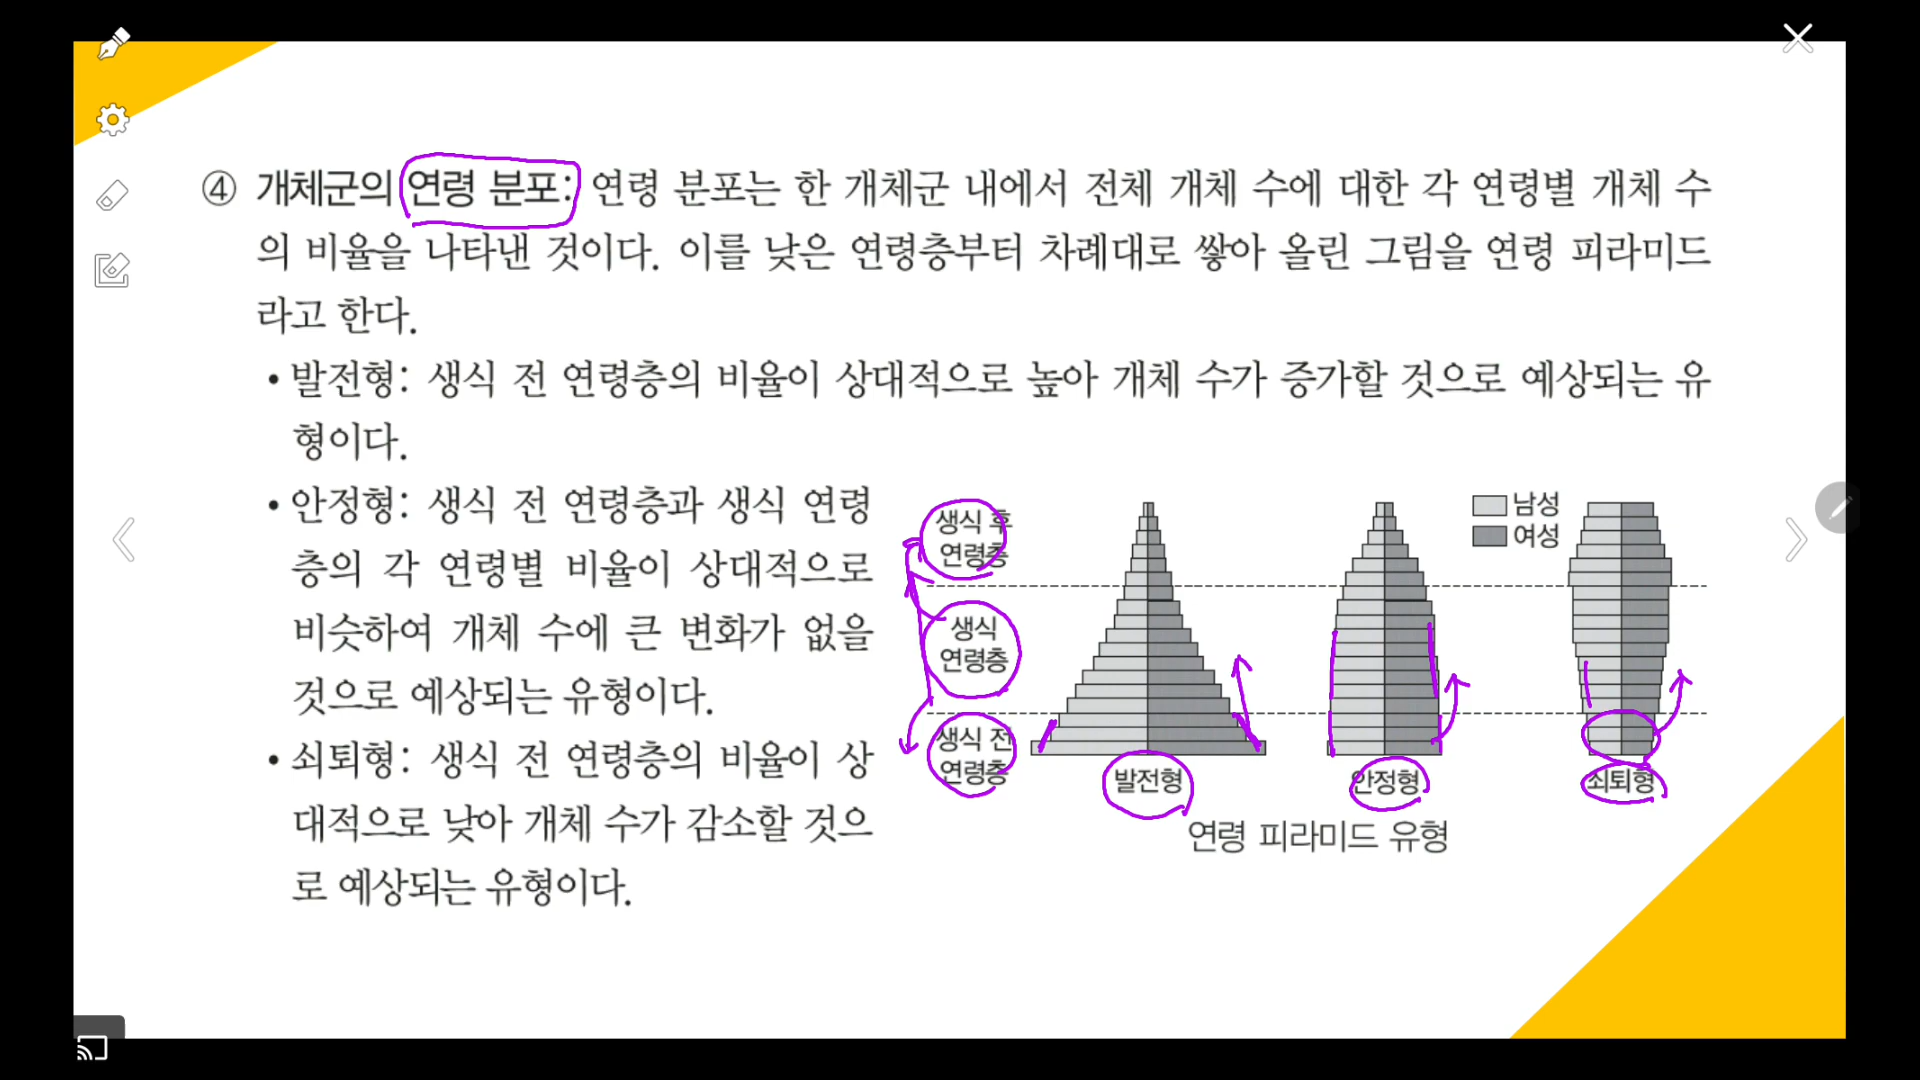 ④ 개체군의 연령 분포: 연령 분포는 한 개체군 내에서 전체 개체 수에 대한 각 연령별 개체 수
의 비율을 나타낸 것이다. 이를 낮은 연령층부터 차례대로 쌓아 올린 그림을 연령 피라미드
라고 한다.
• 발전형: 생식 전 연령층의 비율이 상대적으로 높아 개체 수가 증가할 것으로 예상되는 유
형이다.
• 안정형: 생식 전 연령층과 생식 연령
층의 각 연령별 비율이 상대적으로
비슷하여 개체 수에 큰 변화가 없을
것으로 예상되는 유형이다.
• 쇠퇴형: 생식 전 연령층의 비율이 상
대적으로 낮아 개체 수가 감소할 것으
로 예상되는 유형이다.
생식 후
연령층
생식
연령층
생식 전
연령층
남성
여성
발전형
안정형
쇠퇴형
연령 피라미드 유형